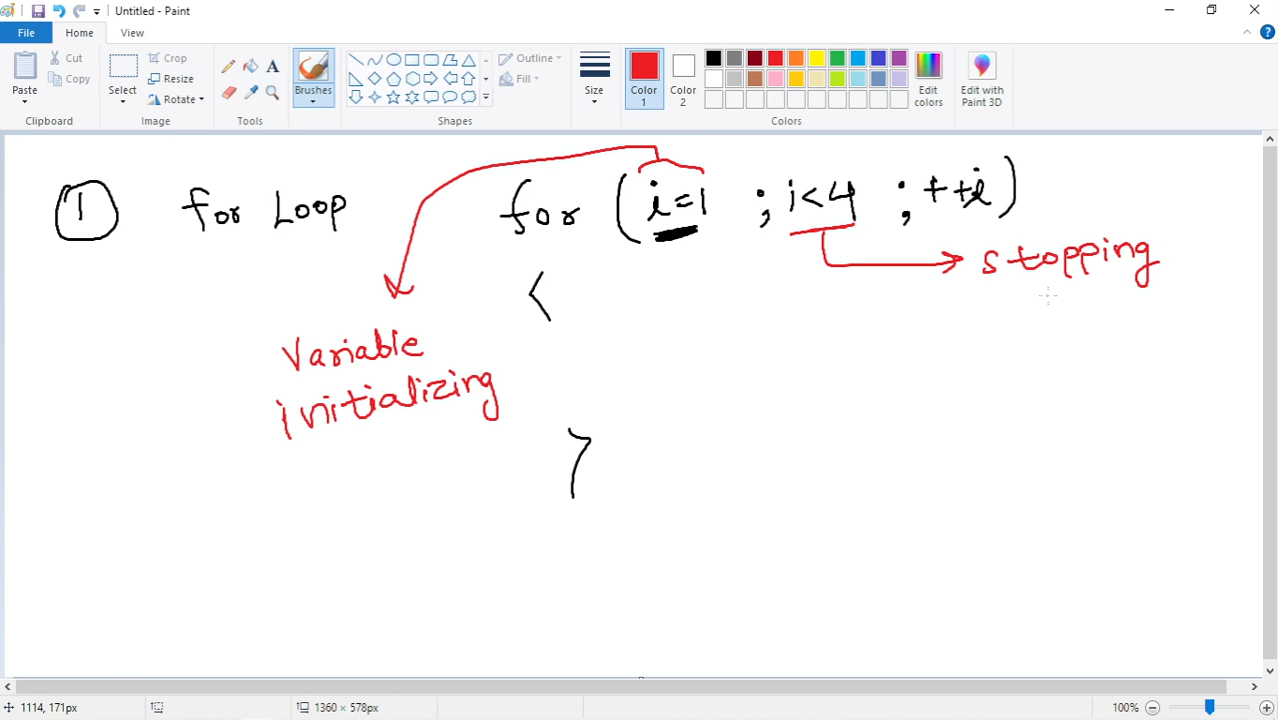 Untitled - Paint
File Home View
Paste
Cut
Copy
Clipboard
Select
Crop
Resize
Rotate
Image
A
Tools
Brushes
Outline
Fill
Shapes
Size
Color 1
Color 2
Edit colors
Colors
Edit with Paint 3D
1 for Loop for (i=1 ; i<4 ; ++i)
stopping
<
Variable
initializing
>
1114, 171px 1360 × 578px 100%